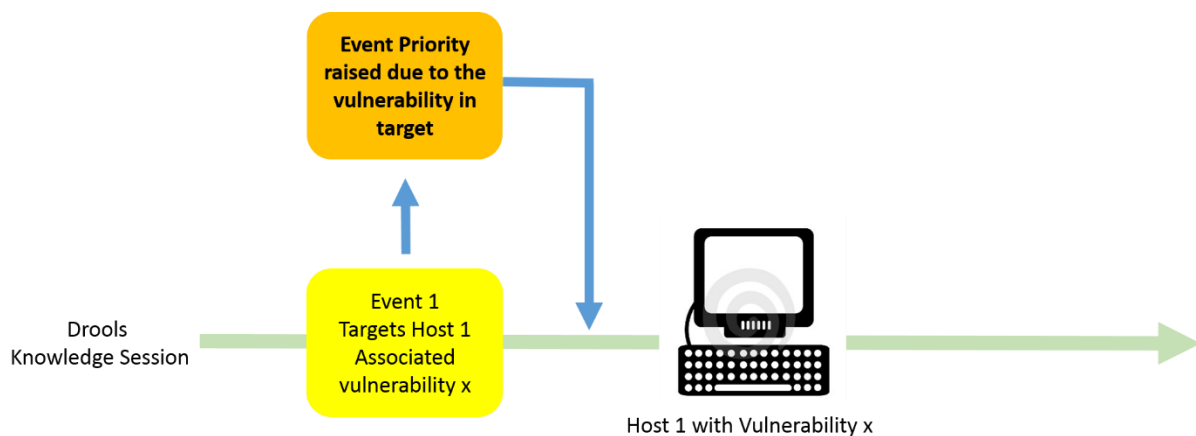 Event Priority
raised due to the
vulnerability in
target
Event 1
Targets Host 1
Associated
vulnerability x
Drools
Knowledge Session
Host 1 with Vulnerability x